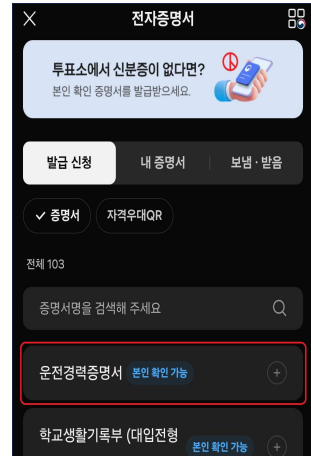 전자증명서
투표소에서 신분증이 없다면?
본인 확인 증명서를 발급받으세요.
발급 신청 내 증명서 보냄·받음
증명서 자격우대QR
전체 103
증명서명을 검색해 주세요
운전경력증명서 본인 확인 가능
학교생활기록부 (대입전형 본인 확인 가능